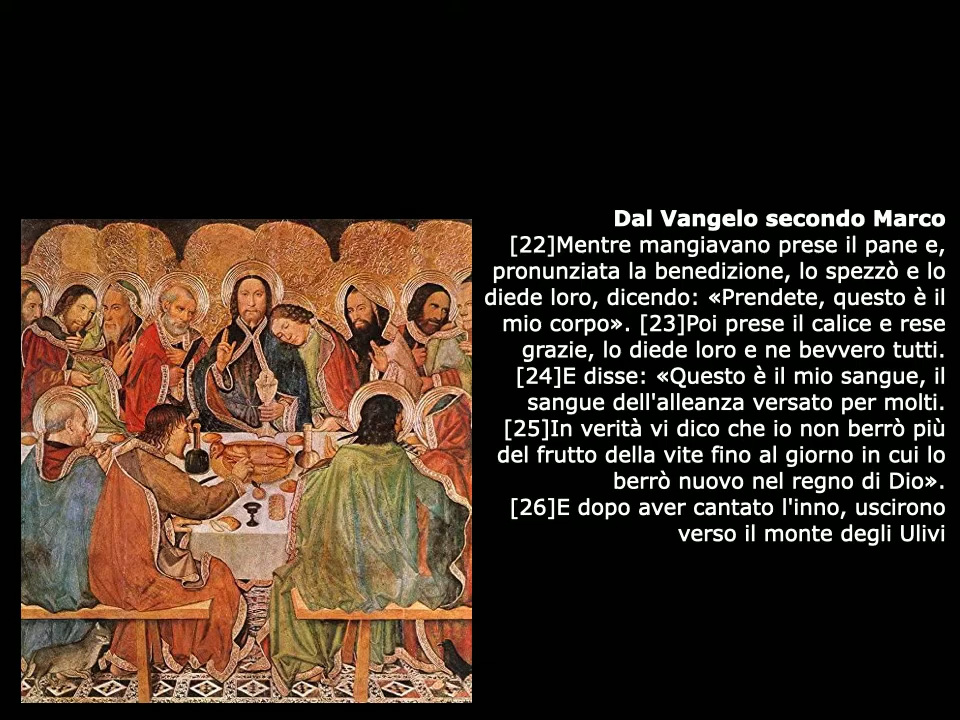 Dal Vangelo secondo Marco
[22]Mentre mangiavano prese il pane e,
pronunziata la benedizione, lo spezzò e lo
diede loro, dicendo: «Prendete, questo è il
mio corpo». [23]Poi prese il calice e rese
grazie, lo diede loro e ne bevvero tutti.
[24]E disse: «Questo è il mio sangue, il
sangue dell'alleanza versato per molti.
[25]In verità vi dico che io non berrò più
del frutto della vite fino al giorno in cui lo
berrò nuovo nel regno di Dio».
[26]E dopo aver cantato l'inno, uscirono
verso il monte degli Ulivi